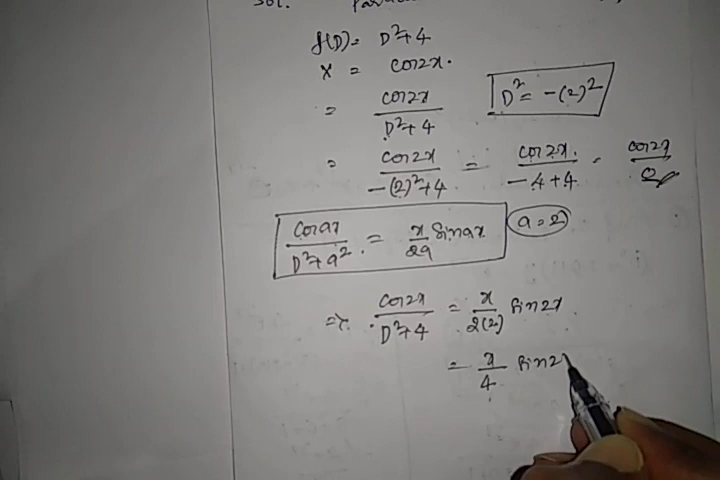 Sol.
f(D) = D²+4
X = cos2x.
= cos2x / D²+4 D² = -(2)²
= cos2x / -(2)²+4 = cos2x. / -4+4 = cos2x / 0
cosax / D²+a². = x/2a sinax a=2
=> cos2x / D²+4 = x/2(2) sin2x.
= x/4 sin2x